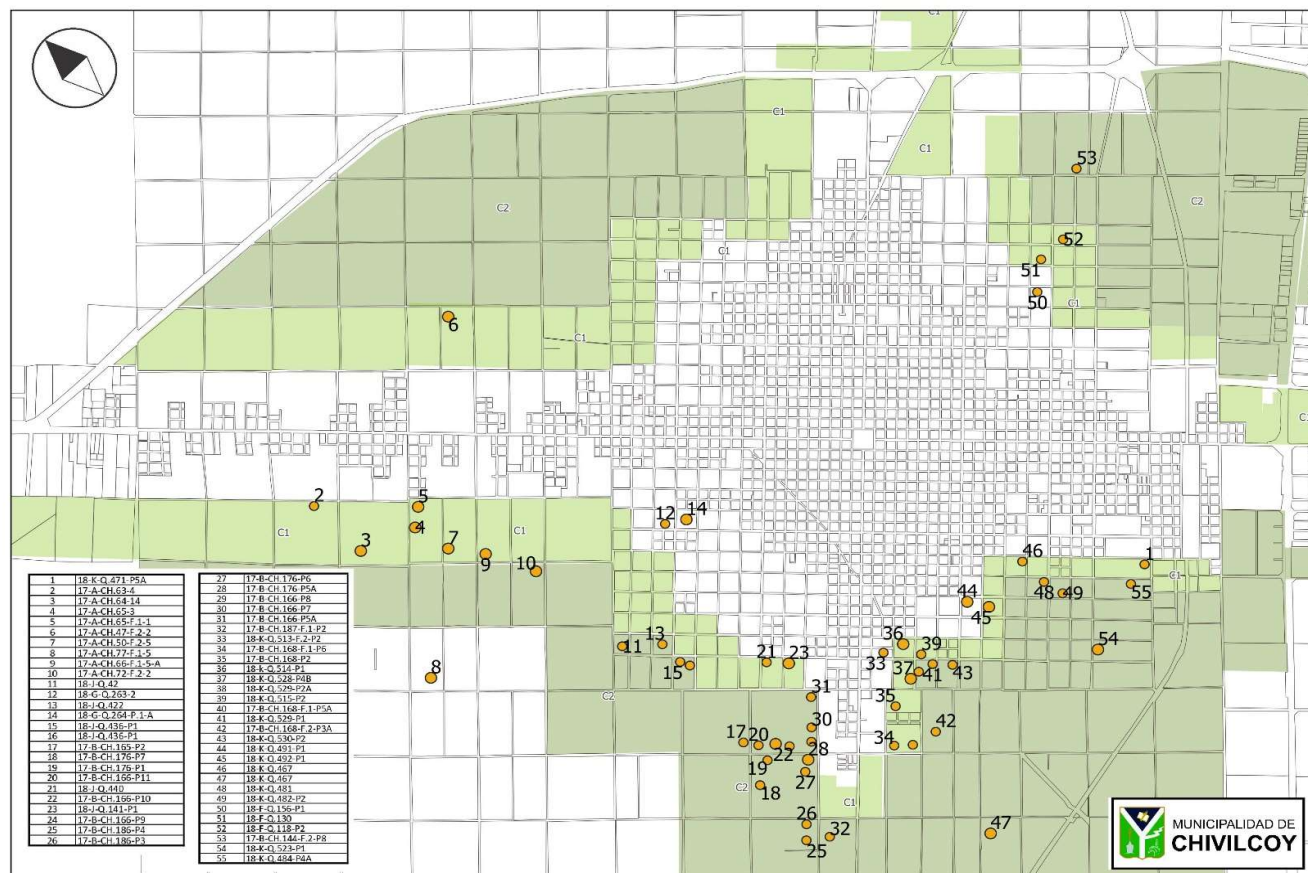 C1
C1
C1
C2
C2
C1
C1
C1
C1
C1
C1
C1
C2
C2
C1
53
52
51
50
6
2
5
4
3
7
9
10
8
12
14
11
13
15
21
23
46
1
48
49
55
44
45
54
36
33
39
37
41
43
35
42
34
31
30
17
20
22
28
19
27
18
26
32
25
47
1 18-K-Q.471-P5A
2 17-A-CH.63-4
3 17-A-CH.64-14
4 17-A-CH.65-3
5 17-A-CH.65-F.1-1
6 17-A-CH.47-F.2-2
7 17-A-CH.50-F.2-5
8 17-A-CH.77-F.1-5
9 17-A-CH.66-F.1-5-A
10 17-A-CH.72-F.2-2
11 18-J-Q.42
12 18-G-Q.263-2
13 18-J-Q.422
14 18-G-Q.264-P.1-A
15 18-J-Q.436-P1
16 18-J-Q.436-P1
17 17-B-CH.165-P2
18 17-B-CH.176-P7
19 17-B-CH.176-P1
20 17-B-CH.166-P11
21 18-J-Q.440
22 17-B-CH.166-P10
23 18-J-Q.141-P1
24 17-B-CH.166-P9
25 17-B-CH.186-P4
26 17-B-CH.186-P3
27 17-B-CH.176-P6
28 17-B-CH.176-P5A
29 17-B-CH.166-P8
30 17-B-CH.166-P7
31 17-B-CH.166-P5A
32 17-B-CH.187-F.1-P2
33 18-K-Q.513-F.2-P2
34 17-B-CH.168-F.1-P6
35 17-B-CH.168-P2
36 18-k-Q.514-P1
37 18-K-Q.528-P4B
38 18-K-Q.529-P2A
39 18-K-Q.515-P2
40 17-B-CH.168-F.1-P5A
41 18-K-Q.529-P1
42 17-B-CH.168-F.2-P3A
43 18-K-Q.530-P2
44 18-K-Q.491-P1
45 18-K-Q.492-P1
46 18-K-Q.467
47 18-K-Q.467
48 18-K-Q.481
49 18-K-Q.482-P2
50 18-F-Q.156-P1
51 18-F-Q.130
52 18-F-Q.118-P2
53 17-B-CH.144-F.2-P8
54 18-K-Q.523-P1
55 18-K-Q.484-P4A
MUNICIPALIDAD DE
CHIVILCOY